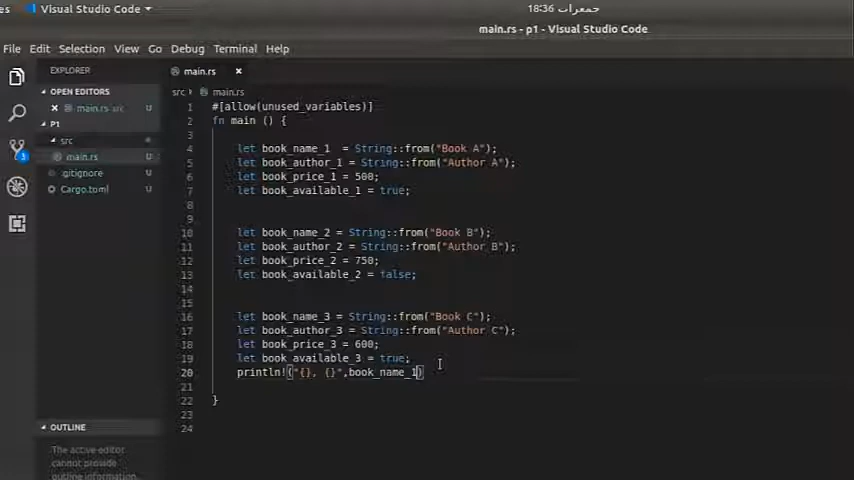 es Visual Studio Code 18:36 جمعرات
main.rs - p1 - Visual Studio Code
File Edit Selection View Go Debug Terminal Help
EXPLORER
main.rs
OPEN EDITORS
src main.rs
main.rs src U
P1
src
main.rs U
.gitignore U
Cargo.toml U
3
1 #[allow(unused_variables)]
2 fn main () {
3
4 let book_name_1 = String::from("Book A");
5 let book_author_1 = String::from("Author A");
6 let book_price_1 = 500;
7 let book_available_1 = true;
8
9
10 let book_name_2 = String::from("Book B");
11 let book_author_2 = String::from("Author B");
12 let book_price_2 = 750;
13 let book_available_2 = false;
14
15
16 let book_name_3 = String::from("Book C");
17 let book_author_3 = String::from("Author C");
18 let book_price_3 = 600;
19 let book_available_3 = true;
20 println!("{}, {}",book_name_1)
21
22 }
23
24
OUTLINE
The active editor
cannot provide
outline information.